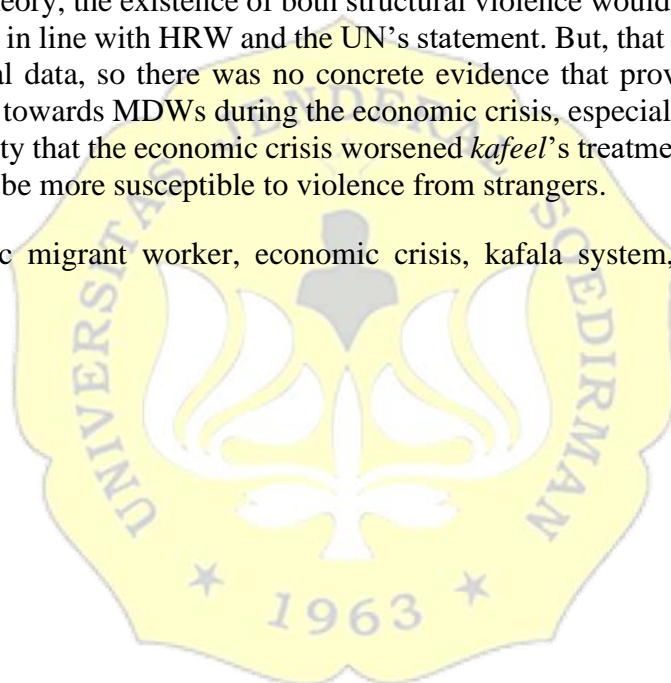 eory, the existence of both structural violence would
in line with HRW and the UN's statement. But, that
al data, so there was no concrete evidence that prov
towards MDWs during the economic crisis, especial
ty that the economic crisis worsened kafeel's treatme
be more susceptible to violence from strangers.
c migrant worker, economic crisis, kafala system,
UNIVERSITAS JENDERAL SOEDIRMAN
1963